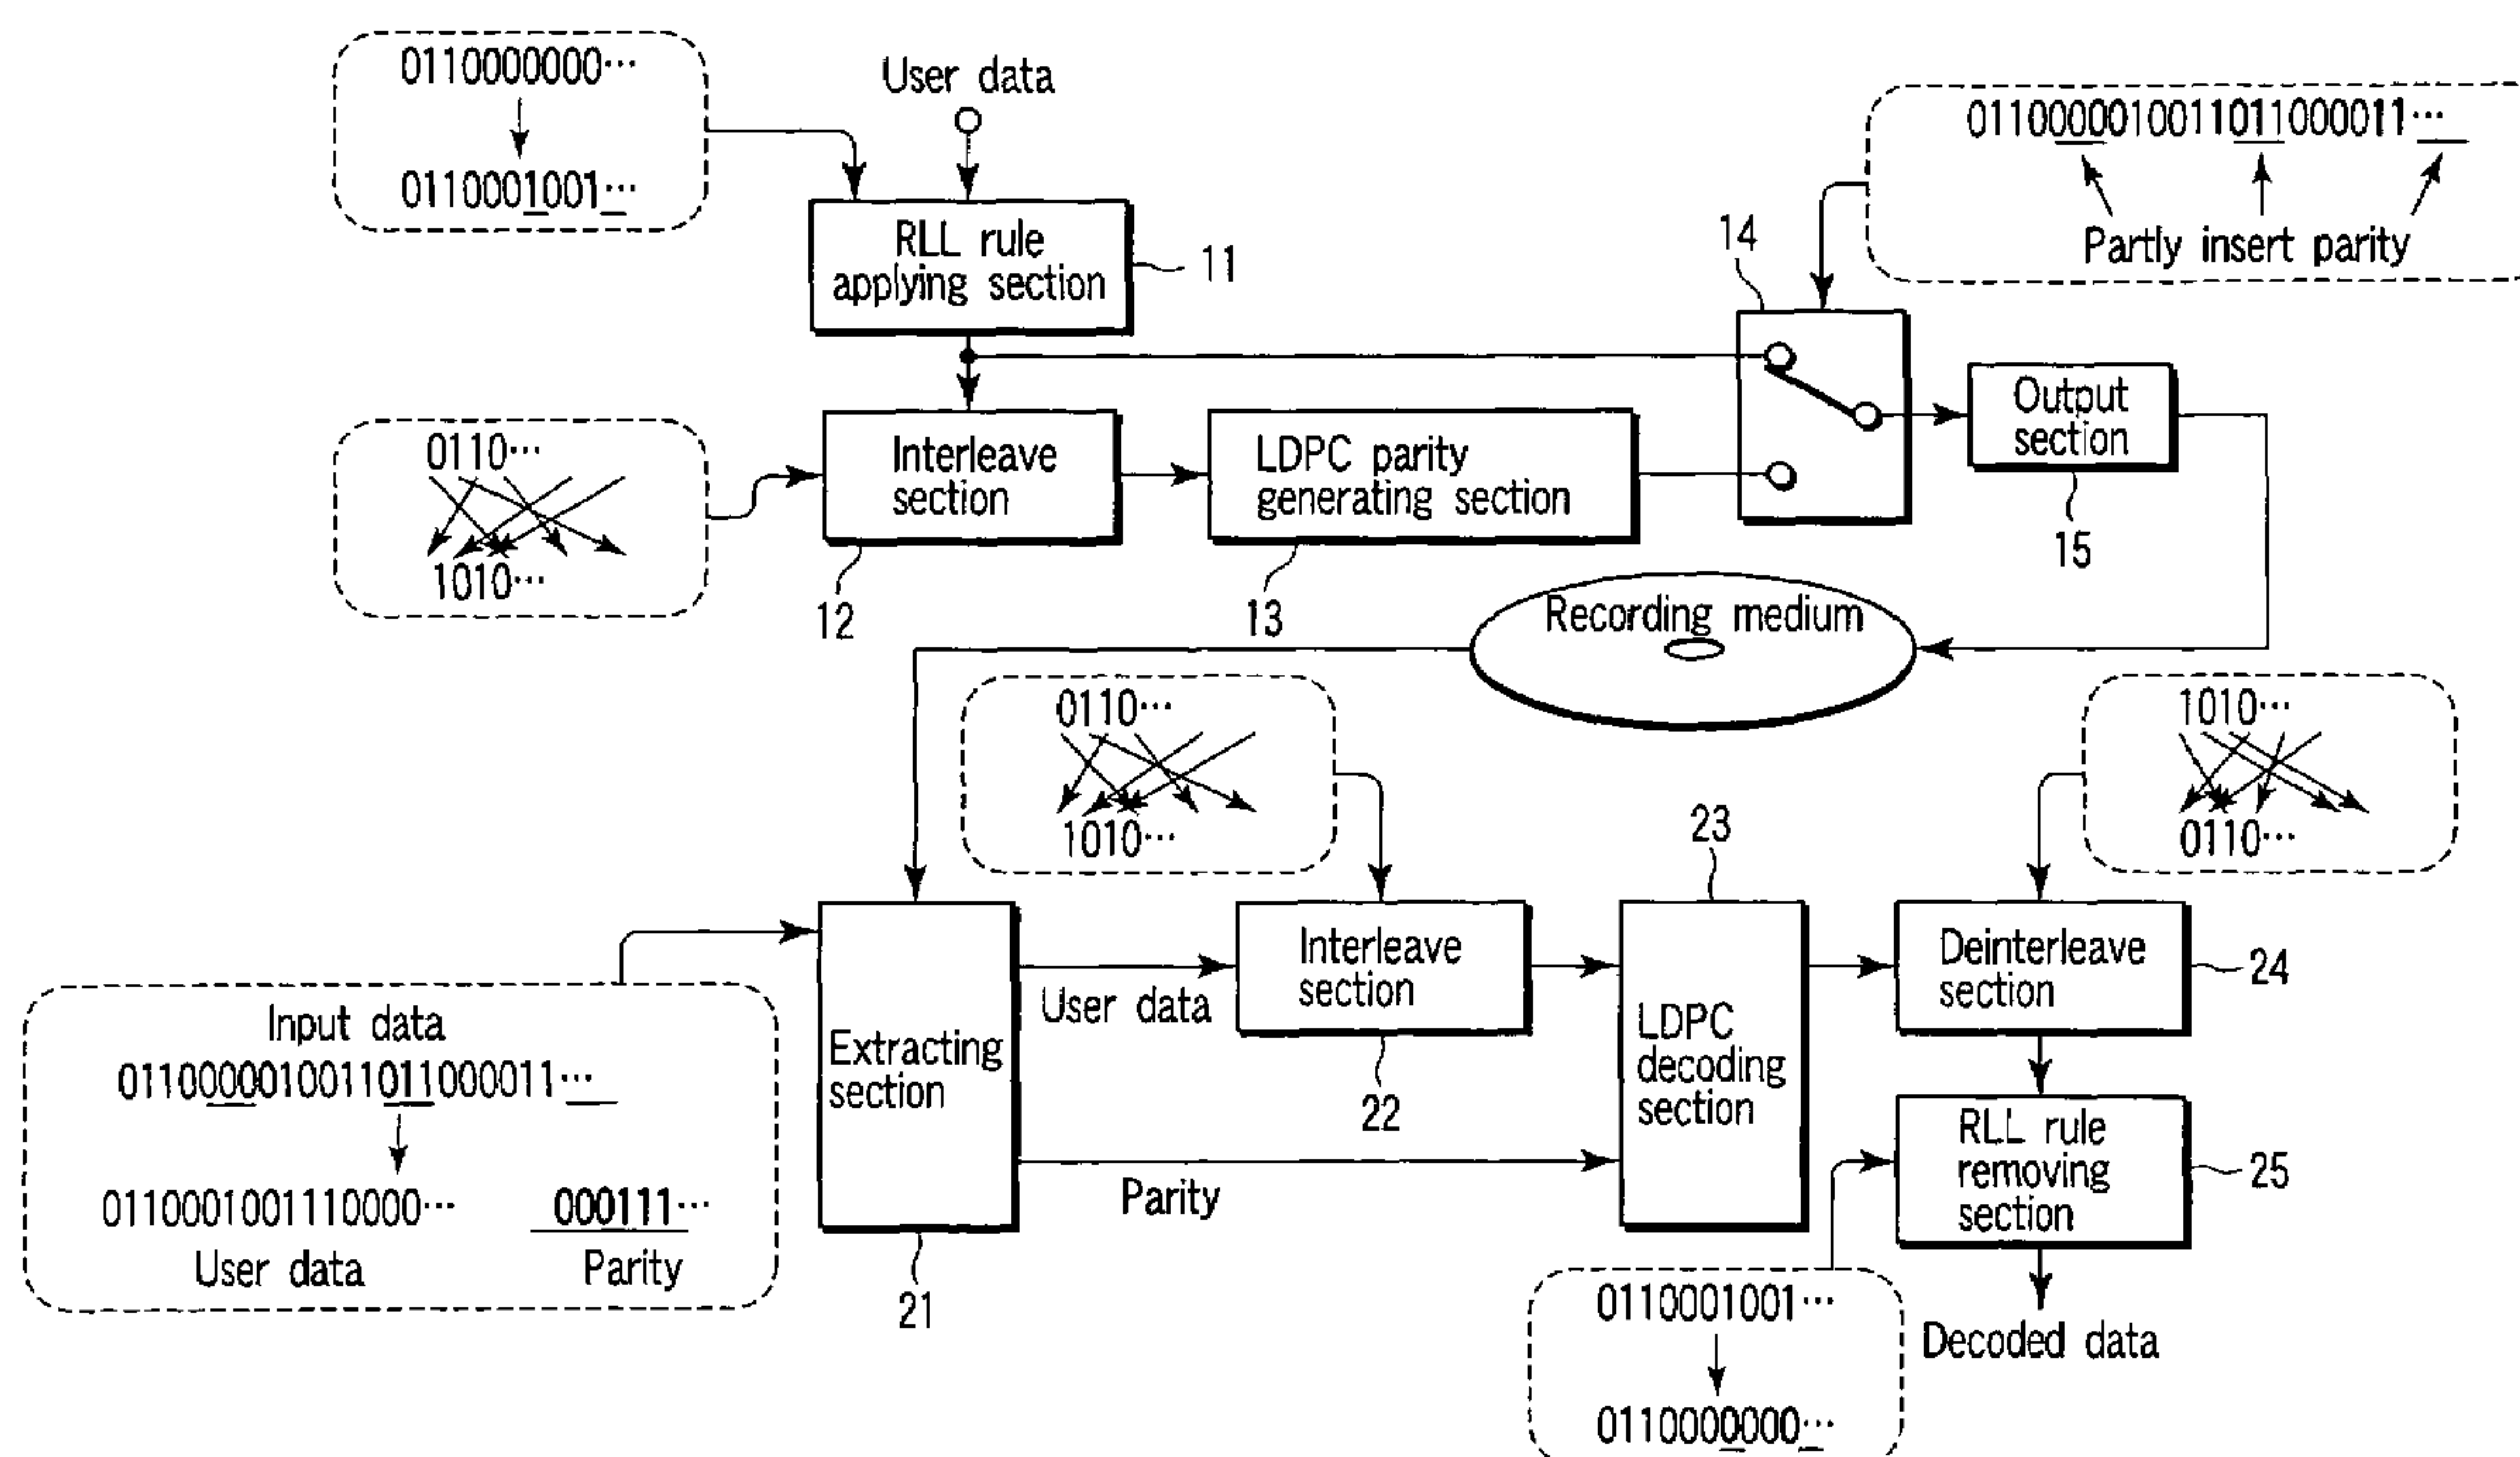 0110000000…
0110001001…
User data
RLL rule
applying section
11
0110000010011011000011…
Partly insert parity
14
0110…
1010…
Interleave
section
12
LDPC parity
generating section
13
Output
section
15
Recording medium
0110…
1010…
1010…
0110…
Input data
0110000010011011000011…
0110001001110000…
000111…
User data
Parity
Extracting
section
21
User data
Parity
Interleave
section
22
23
LDPC
decoding
section
Deinterleave
section
24
RLL rule
removing
section
25
0110001001…
0110000000…
Decoded data